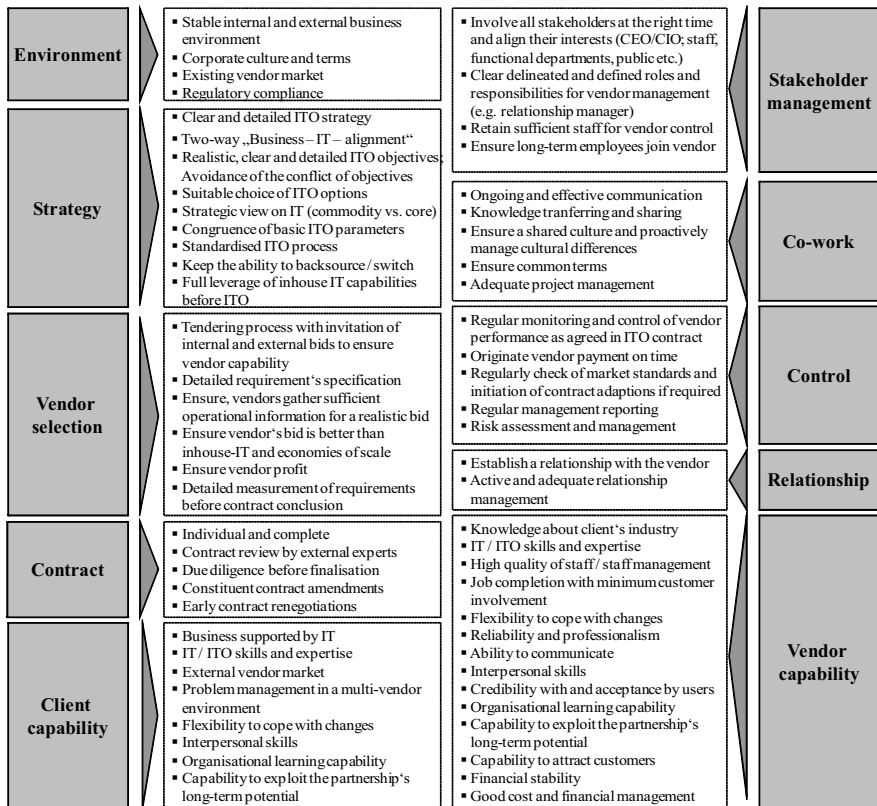 Environment
▪ Stable internal and external business
environment
▪ Corporate culture and terms
▪ Existing vendor market
▪ Regulatory compliance
Strategy
▪ Clear and detailed ITO strategy
▪ Two-way „Business – IT – alignment“
▪ Realistic, clear and detailed ITO objectives;
Avoidance of the conflict of objectives
▪ Suitable choice of ITO options
▪ Strategic view on IT (commodity vs. core)
▪ Congruence of basic ITO parameters
▪ Standardised ITO process
▪ Keep the ability to backsource / switch
▪ Full leverage of inhouse IT capabilities
before ITO
Vendor
selection
▪ Tendering process with invitation of
internal and external bids to ensure
vendor capability
▪ Detailed requirement‘s specification
▪ Ensure, vendors gather sufficient
operational information for a realistic bid
▪ Ensure vendor‘s bid is better than
inhouse-IT and economies of scale
▪ Ensure vendor profit
▪ Detailed measurement of requirements
before contract conclusion
Contract
▪ Individual and complete
▪ Contract review by external experts
▪ Due diligence before finalisation
▪ Constituent contract amendments
▪ Early contract renegotiations
Client
capability
▪ Business supported by IT
▪ IT / ITO skills and expertise
▪ External vendor market
▪ Problem management in a multi-vendor
environment
▪ Flexibility to cope with changes
▪ Interpersonal skills
▪ Organisational learning capability
▪ Capability to exploit the partnership‘s
long-term potential
▪ Involve all stakeholders at the right time
and align their interests (CEO/CIO; staff,
functional departments, public etc.)
▪ Clear delineated and defined roles and
responsibilities for vendor management
(e.g. relationship manager)
▪ Retain sufficient staff for vendor control
▪ Ensure long-term employees join vendor
Stakeholder
management
▪ Ongoing and effective communication
▪ Knowledge tranferring and sharing
▪ Ensure a shared culture and proactively
manage cultural differences
▪ Ensure common terms
▪ Adequate project management
Co-work
▪ Regular monitoring and control of vendor
performance as agreed in ITO contract
▪ Originate vendor payment on time
▪ Regularly check of market standards and
initiation of contract adaptions if required
▪ Regular management reporting
▪ Risk assessment and management
Control
▪ Establish a relationship with the vendor
▪ Active and adequate relationship
management
Relationship
▪ Knowledge about client‘s industry
▪ IT / ITO skills and expertise
▪ High quality of staff / staff management
▪ Job completion with minimum customer
involvement
▪ Flexibility to cope with changes
▪ Reliability and professionalism
▪ Ability to communicate
▪ Interpersonal skills
▪ Credibility with and acceptance by users
▪ Organisational learning capability
▪ Capability to exploit the partnership‘s
long-term potential
▪ Capability to attract customers
▪ Financial stability
▪ Good cost and financial management
Vendor
capability